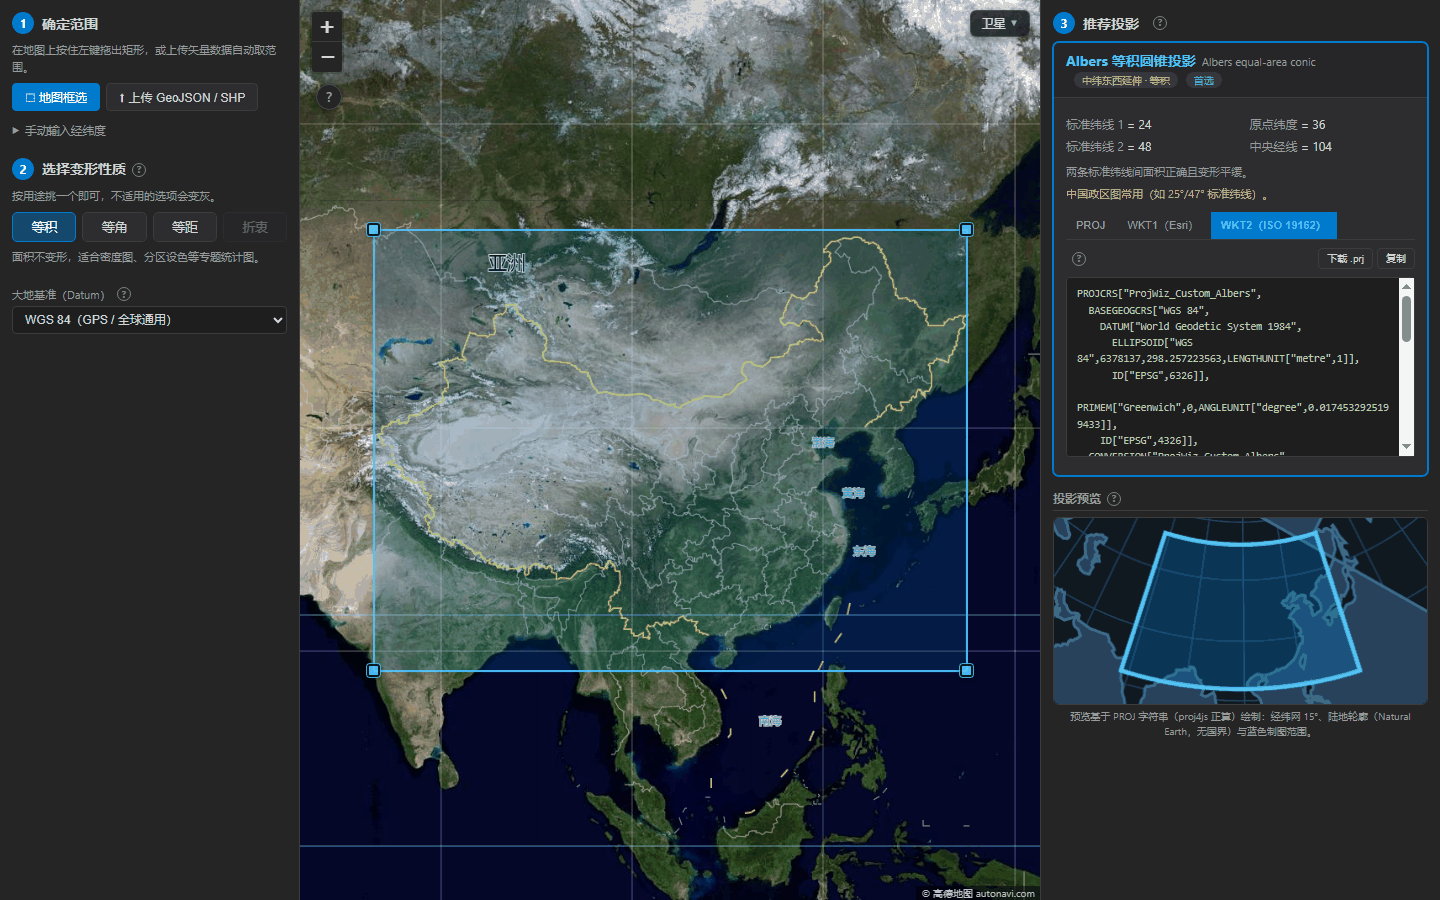 1 确定范围
在地图上按住左键拖出矩形，或上传矢量数据自动取范
围。
地图框选
↑ 上传 GeoJSON / SHP
▶ 手动输入经纬度
2 选择变形性质 ?
按用途挑一个即可，不适用的选项会变灰。
等积 等角 等距 折衷
面积不变形，适合密度图、分区设色等专题统计图。
大地基准（Datum） ?
WGS 84（GPS / 全球通用）
+
−
?
卫星 ▼
亚洲
渤海
黄海
东海
南海
© 高德地图 autonavi.com
3 推荐投影 ?
Albers 等积圆锥投影 Albers equal-area conic
中纬东西延伸 · 等积 首选
标准纬线 1 = 24 原点纬度 = 36
标准纬线 2 = 48 中央经线 = 104
两条标准纬线间面积正确且变形平缓。
中国政区图常用（如 25°/47° 标准纬线）。
PROJ WKT1（Esri） WKT2（ISO 19162）
? 下载 .prj 复制
PROJCRS["ProjWiz_Custom_Albers",
BASEGEOGCRS["WGS 84",
DATUM["World Geodetic System 1984",
ELLIPSOID["WGS
84",6378137,298.257223563,LENGTHUNIT["metre",1]],
ID["EPSG",6326]],
PRIMEM["Greenwich",0,ANGLEUNIT["degree",0.017453292519
9433]],
ID["EPSG",4326]],
CONVERSION["ProjWiz_Custom_Albers",
投影预览 ?
预览基于 PROJ 字符串（proj4js 正算）绘制：经纬网 15°、陆地轮廓（Natural
Earth，无国界）与蓝色制图范围。